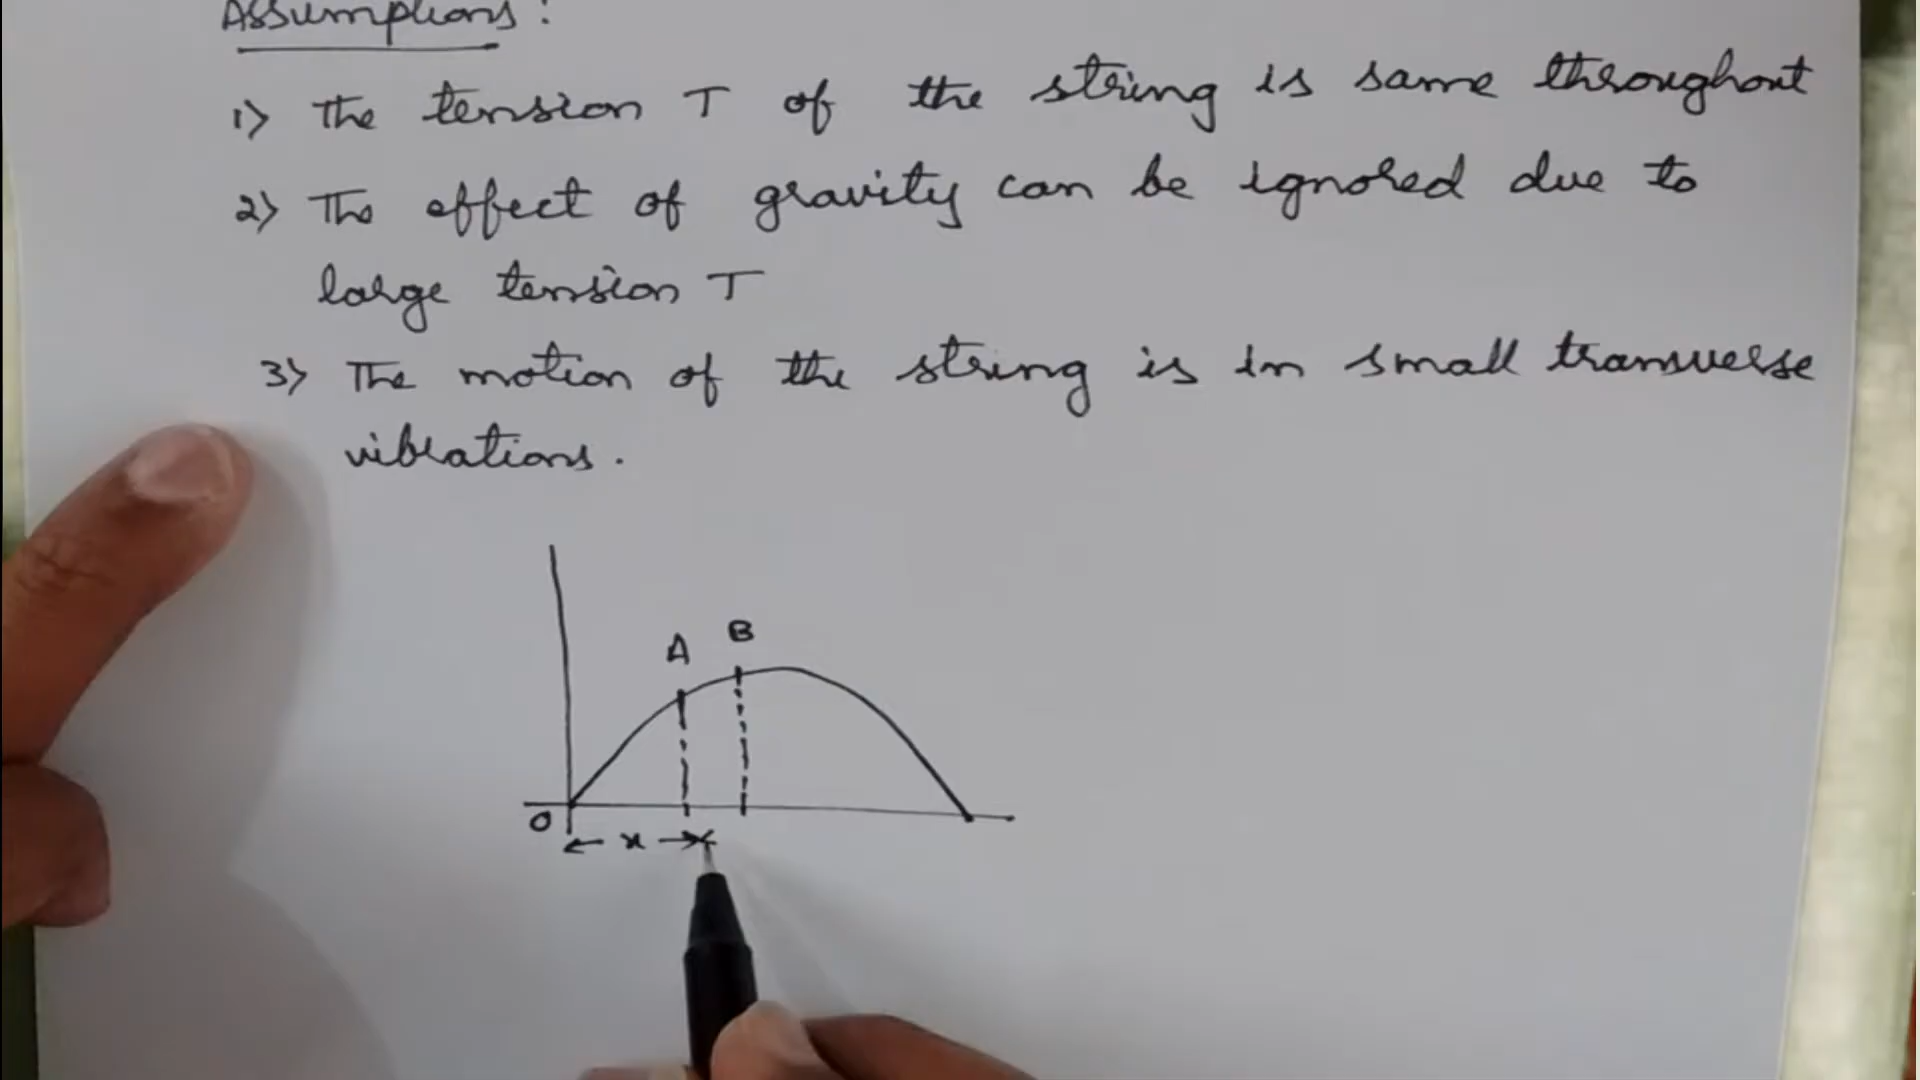 Assumptions :
1) The tension T of the string is same throughout
2) The effect of gravity can be ignored due to
large tension T
3) The motion of the string is in small transverse
vibrations.
B
A
O
x